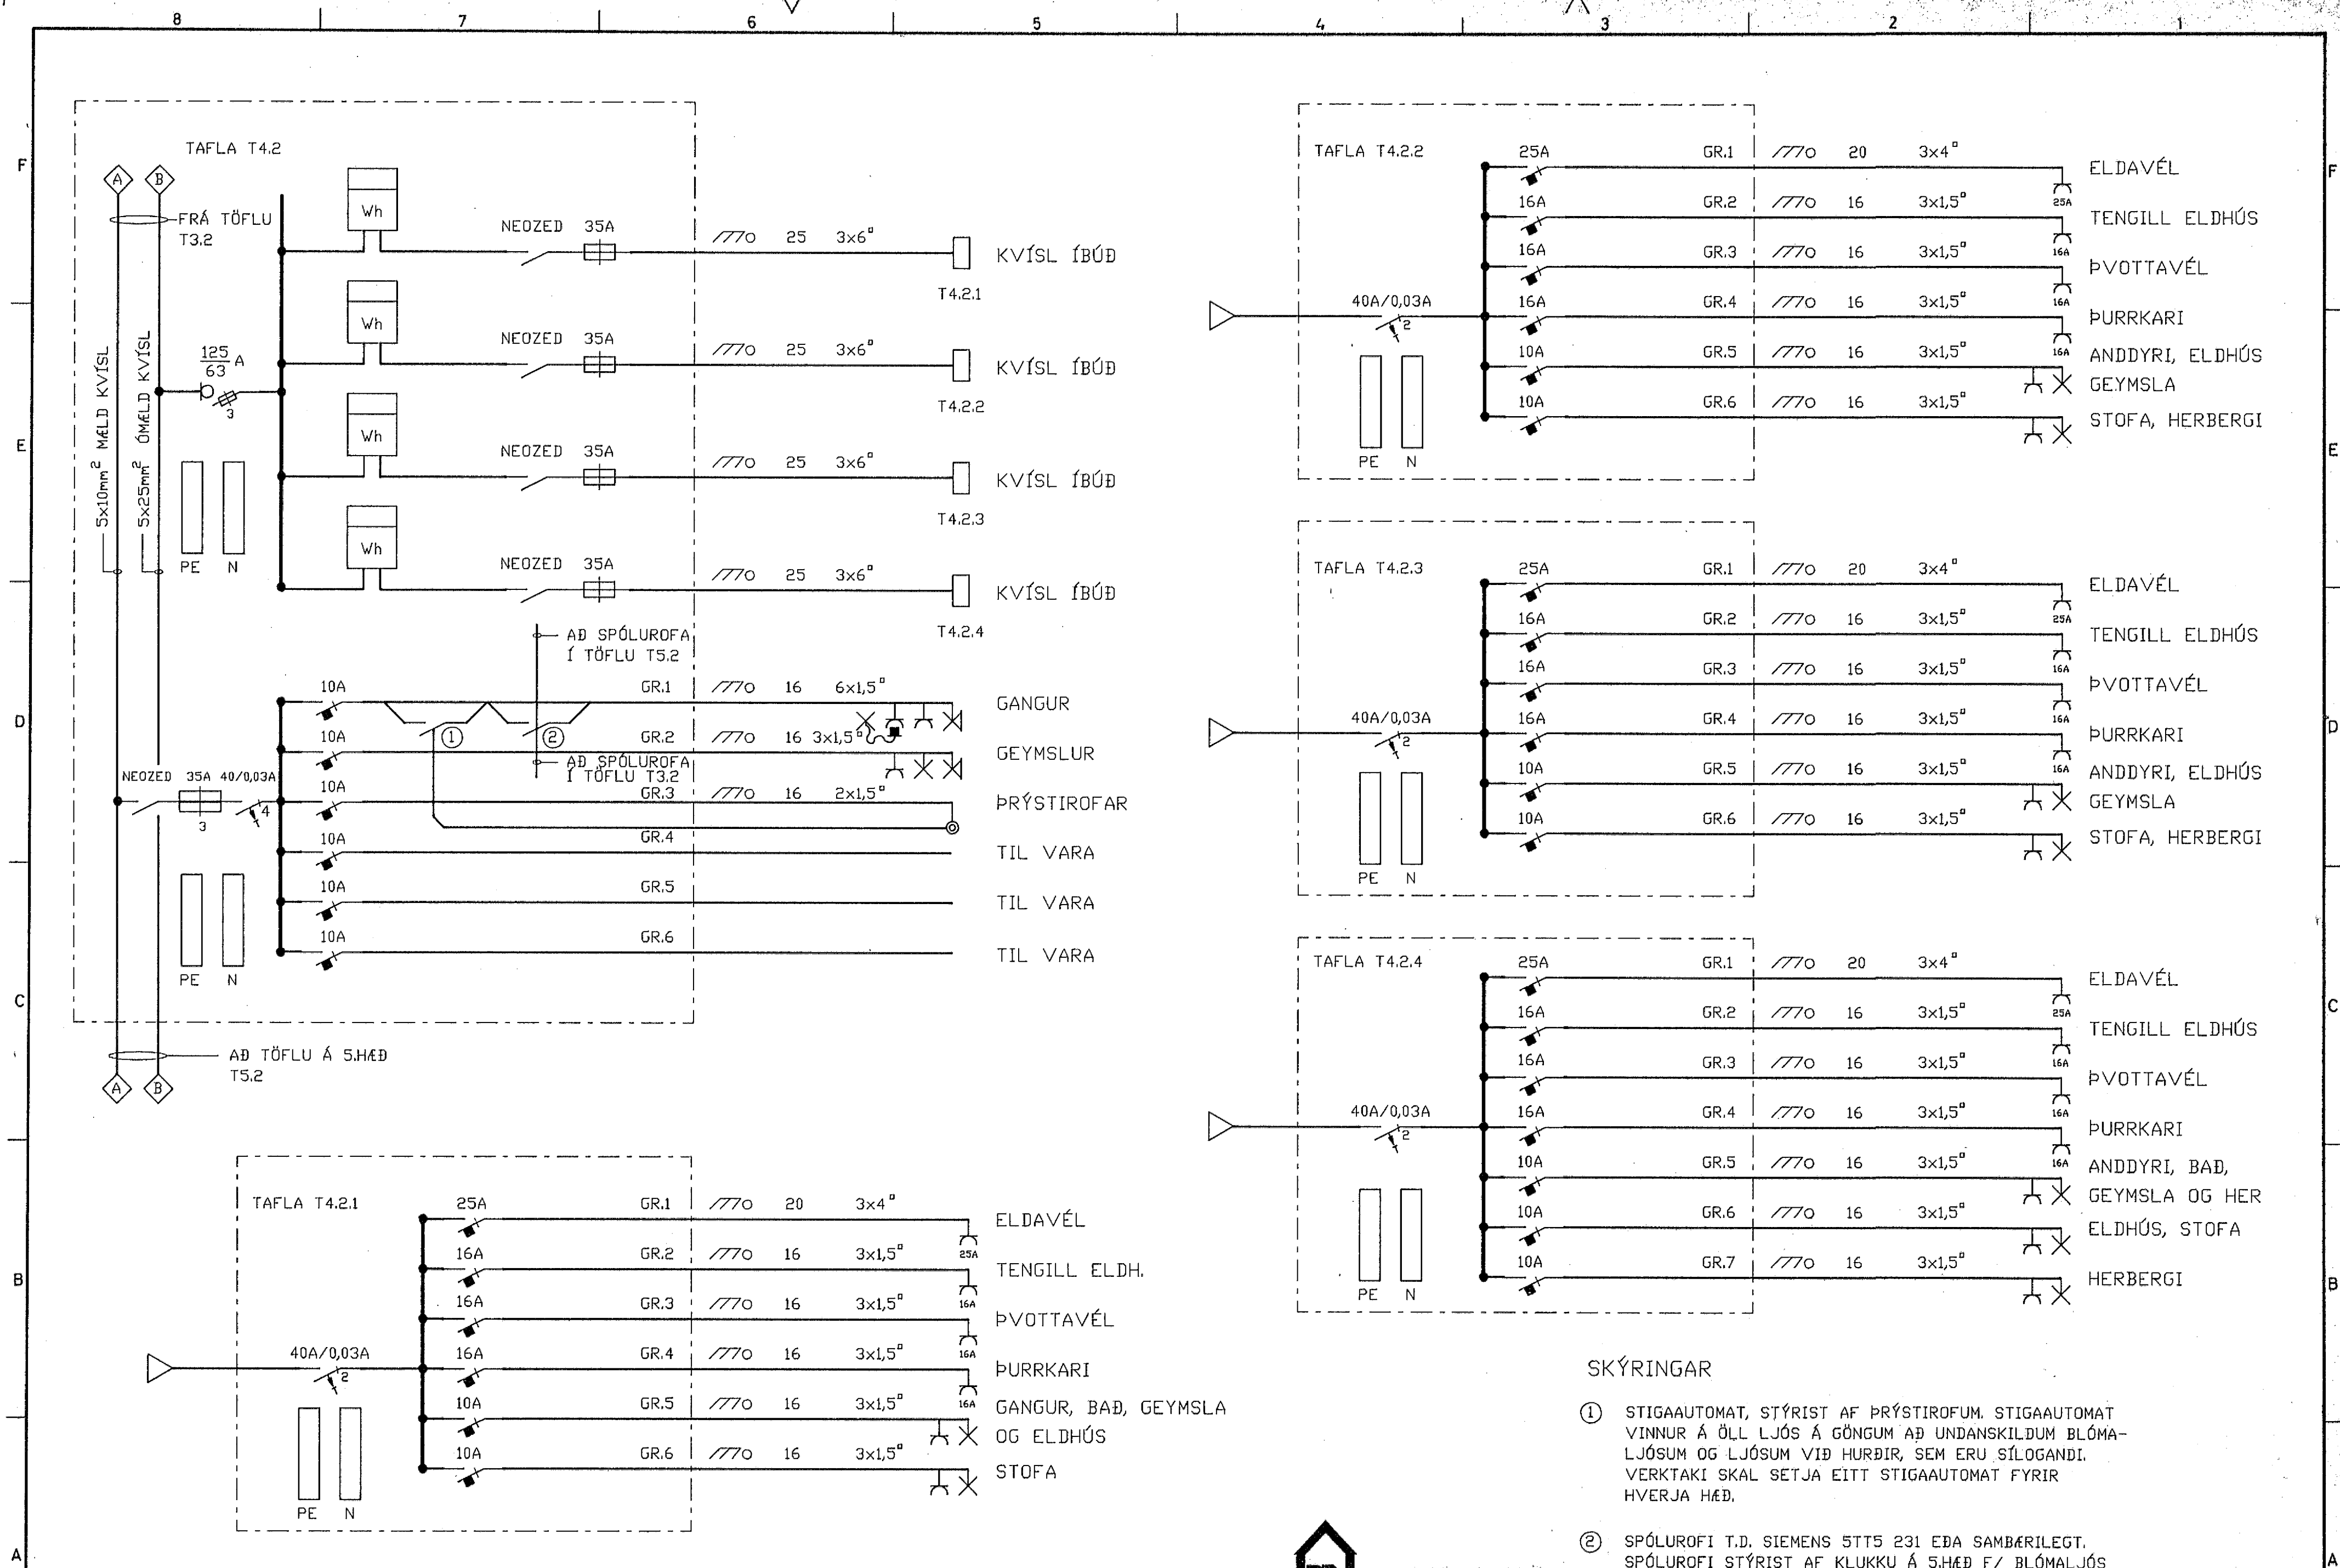 8 7 6 5 4 3 2 1
F
E
D
C
B
A
TAFLA T4.2
A B
FRÁ TÖFLU
T3.2
5x10mm² MÆLD KVÍSL
5x25mm² ÓMÆLD KVÍSL
125/63 A
3
PE N
Wh
NEOZED 35A 25 3x6▫
KVÍSL ÍBÚÐ
T4.2.1
Wh
NEOZED 35A 25 3x6▫
KVÍSL ÍBÚÐ
T4.2.2
Wh
NEOZED 35A 25 3x6▫
KVÍSL ÍBÚÐ
T4.2.3
Wh
NEOZED 35A 25 3x6▫
KVÍSL ÍBÚÐ
T4.2.4
AÐ SPÓLUROFA
Í TÖFLU T5.2
10A GR.1 16 6x1,5▫ GANGUR
1 2
10A GR.2 16 3x1,5▫ GEYMSLUR
AÐ SPÓLUROFA
Í TÖFLU T3.2
NEOZED 35A 40/0,03A
3 4
10A GR.3 16 2x1,5▫ ÞRÝSTIROFAR
10A GR.4 TIL VARA
10A GR.5 TIL VARA
10A GR.6 TIL VARA
PE N
AÐ TÖFLU Á 5.HÆÐ
T5.2
A B
TAFLA T4.2.1
25A GR.1 20 3x4▫ ELDAVÉL
25A
16A GR.2 16 3x1,5▫ TENGILL ELDH.
16A
16A GR.3 16 3x1,5▫ ÞVOTTAVÉL
16A
40A/0,03A
2
16A GR.4 16 3x1,5▫ ÞURRKARI
16A
10A GR.5 16 3x1,5▫ GANGUR, BAÐ, GEYMSLA
OG ELDHÚS
10A GR.6 16 3x1,5▫ STOFA
PE N
TAFLA T4.2.2
25A GR.1 20 3x4▫ ELDAVÉL
25A
16A GR.2 16 3x1,5▫ TENGILL ELDHÚS
16A
16A GR.3 16 3x1,5▫ ÞVOTTAVÉL
16A
40A/0,03A
2
16A GR.4 16 3x1,5▫ ÞURRKARI
16A
10A GR.5 16 3x1,5▫ ANDDYRI, ELDHÚS
GEYMSLA
10A GR.6 16 3x1,5▫ STOFA, HERBERGI
PE N
TAFLA T4.2.3
25A GR.1 20 3x4▫ ELDAVÉL
25A
16A GR.2 16 3x1,5▫ TENGILL ELDHÚS
16A
16A GR.3 16 3x1,5▫ ÞVOTTAVÉL
16A
40A/0,03A
2
16A GR.4 16 3x1,5▫ ÞURRKARI
16A
10A GR.5 16 3x1,5▫ ANDDYRI, ELDHÚS
GEYMSLA
10A GR.6 16 3x1,5▫ STOFA, HERBERGI
PE N
TAFLA T4.2.4
25A GR.1 20 3x4▫ ELDAVÉL
25A
16A GR.2 16 3x1,5▫ TENGILL ELDHÚS
16A
16A GR.3 16 3x1,5▫ ÞVOTTAVÉL
16A
40A/0,03A
2
16A GR.4 16 3x1,5▫ ÞURRKARI
16A
10A GR.5 16 3x1,5▫ ANDDYRI, BAÐ,
GEYMSLA OG HER
10A GR.6 16 3x1,5▫ ELDHÚS, STOFA
10A GR.7 16 3x1,5▫ HERBERGI
PE N
SKÝRINGAR
1 STIGAAUTOMAT, STÝRIST AF ÞRÝSTIROFUM. STIGAAUTOMAT
VINNUR Á ÖLL LJÓS Á GÖNGUM AÐ UNDANSKILDUM BLÓMA-
LJÓSUM OG LJÓSUM VIÐ HURÐIR, SEM ERU SÍLOGANDI.
VERKTAKI SKAL SETJA EITT STIGAAUTOMAT FYRIR
HVERJA HÆÐ.
2 SPÓLUROFI T.D. SIEMENS 5TT5 231 EÐA SAMBÆRILEGT.
SPÓLUROFI STÝRIST AF KLUKKU Á 5.HÆÐ F/ BLÓMALJÓS